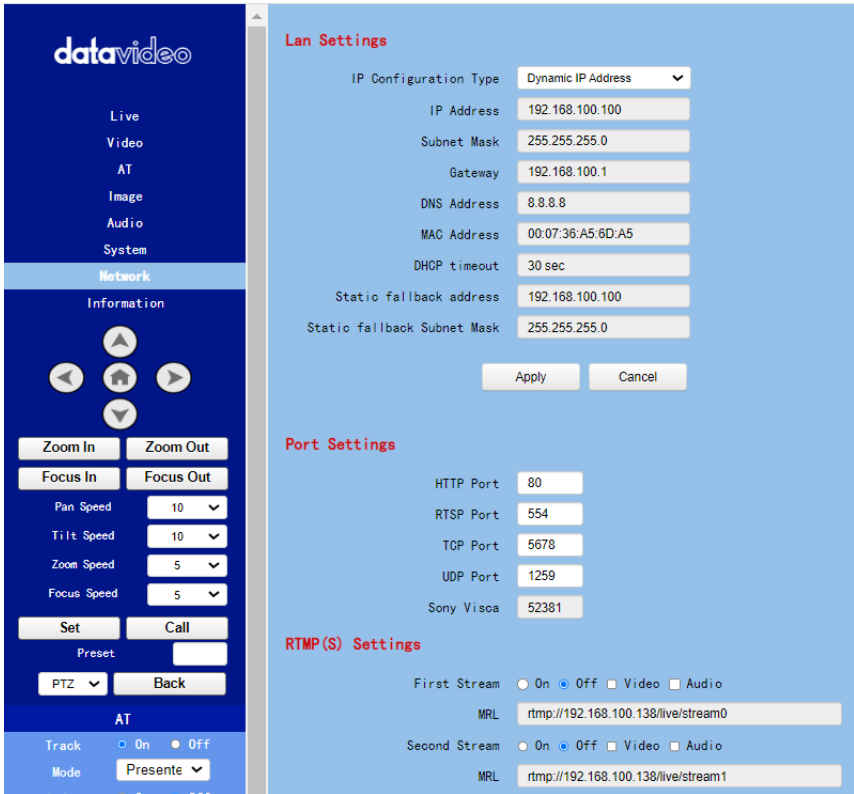 datavideo
Live
Video
AT
Image
Audio
System
Network
Information
Zoom In Zoom Out
Focus In Focus Out
Pan Speed 10
Tilt Speed 10
Zoom Speed 5
Focus Speed 5
Set Call
Preset
PTZ Back
AT
Track On Off
Mode Presente
Lan Settings
IP Configuration Type Dynamic IP Address
IP Address 192.168.100.100
Subnet Mask 255.255.255.0
Gateway 192.168.100.1
DNS Address 8.8.8.8
MAC Address 00:07:36:A5:6D:A5
DHCP timeout 30 sec
Static fallback address 192.168.100.100
Static fallback Subnet Mask 255.255.255.0
Apply Cancel
Port Settings
HTTP Port 80
RTSP Port 554
TCP Port 5678
UDP Port 1259
Sony Visca 52381
RTMP(S) Settings
First Stream On Off Video Audio
MRL rtmp://192.168.100.138/live/stream0
Second Stream On Off Video Audio
MRL rtmp://192.168.100.138/live/stream1